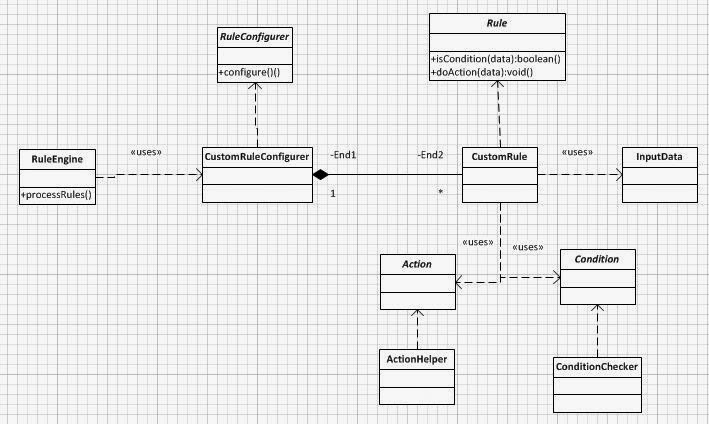 Rule
RuleConfigurer
+isCondition(data):boolean()
+doAction(data):void()
+configure()()
RuleEngine
+processRules()
«uses»
CustomRuleConfigurer
-End1
-End2
1
*
CustomRule
«uses»
InputData
«uses»
«uses»
Action
Condition
ActionHelper
ConditionChecker